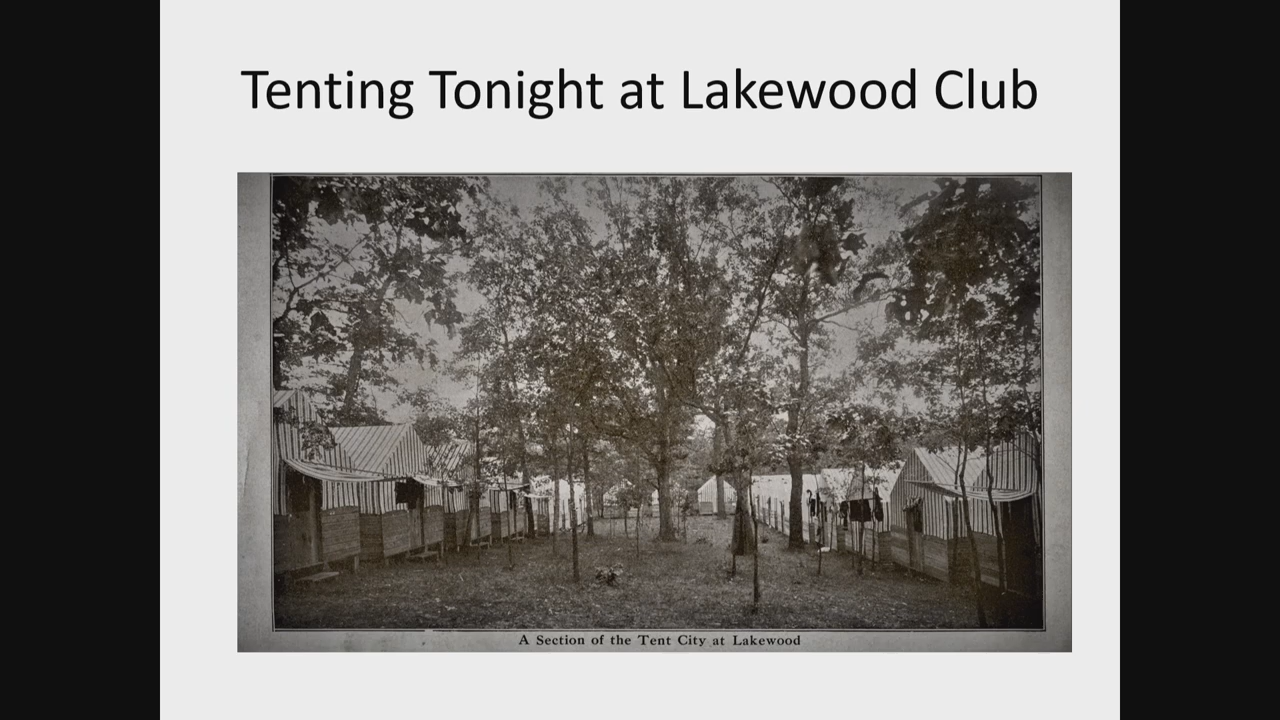 Tenting Tonight at Lakewood Club
A Section of the Tent City at Lakewood